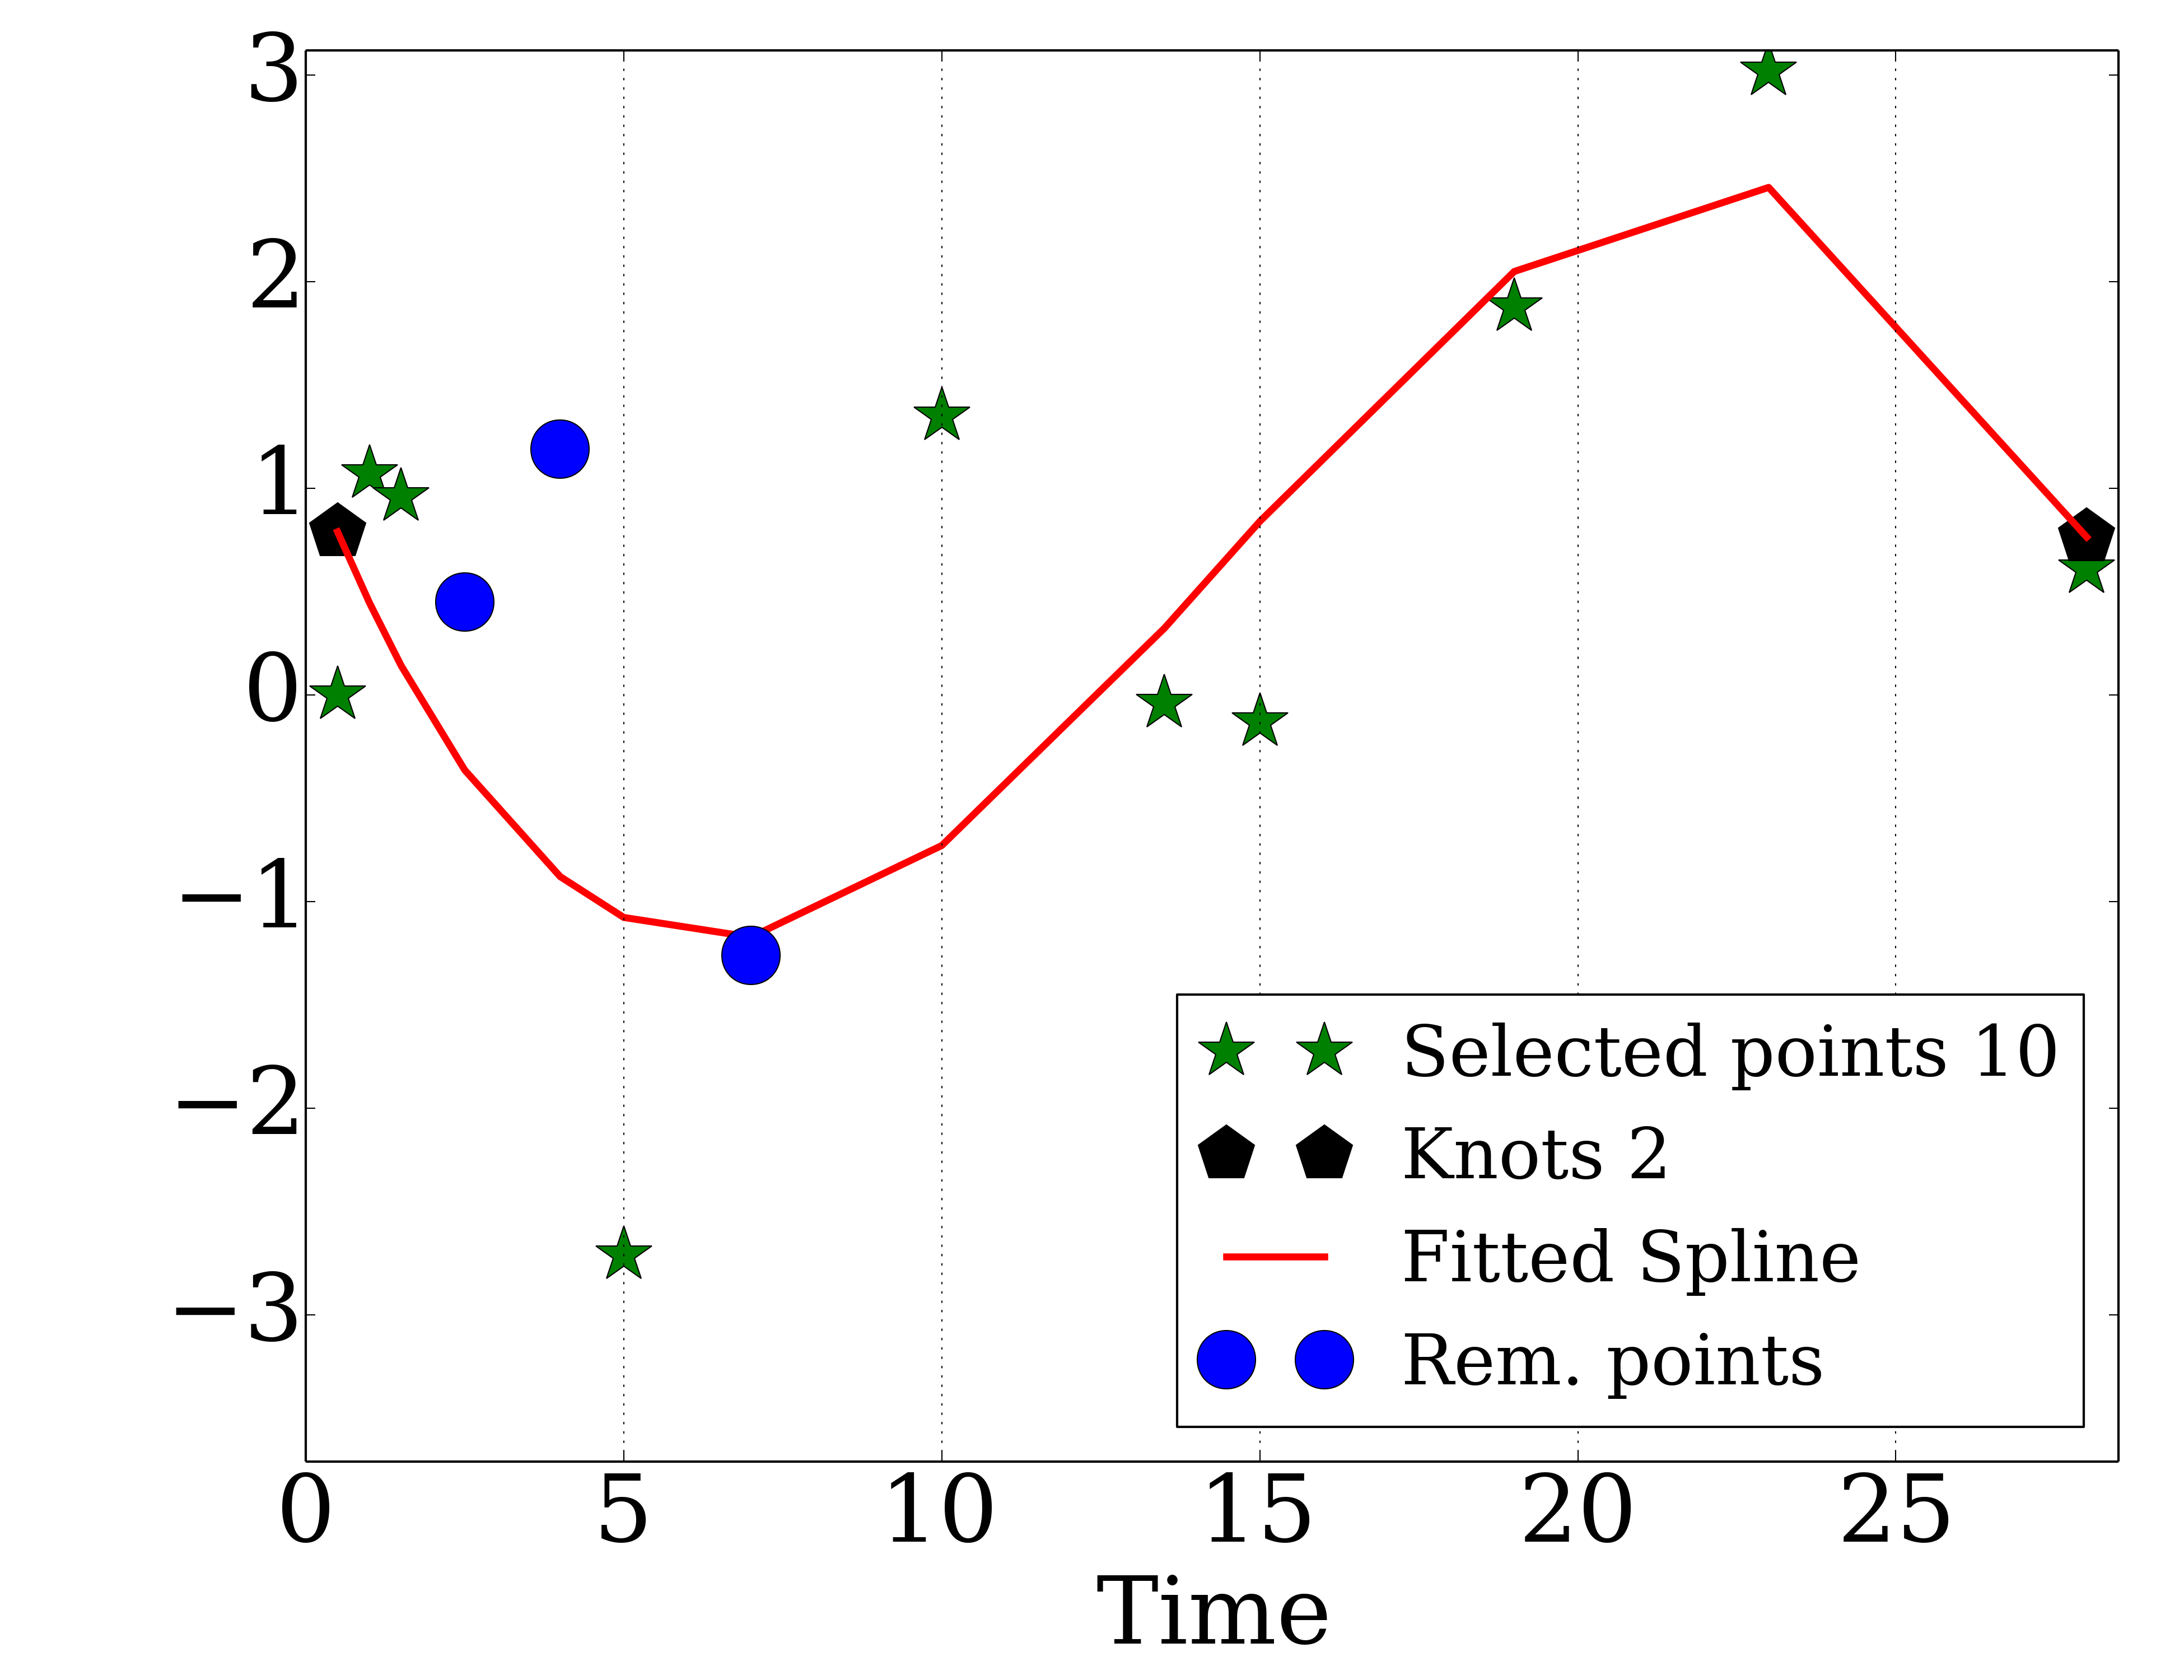 3
2
1
0
−1
−2
−3
Selected points 10
Knots 2
Fitted Spline
Rem. points
0 5 10 15 20 25
Time